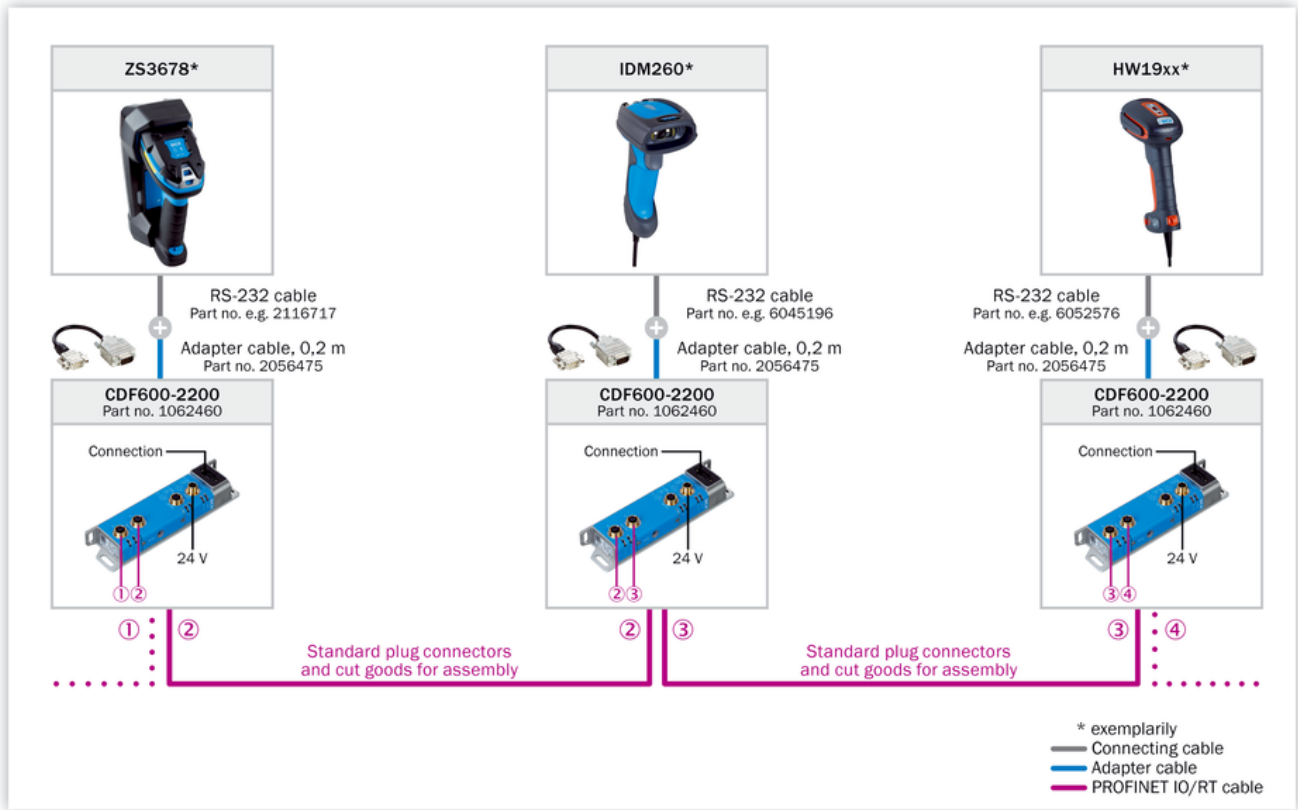 ZS3678*
IDM260*
HW19xx*
RS-232 cable
Part no. e.g. 2116717
RS-232 cable
Part no. e.g. 6045196
RS-232 cable
Part no. e.g. 6052576
Adapter cable, 0,2 m
Part no. 2056475
Adapter cable, 0,2 m
Part no. 2056475
Adapter cable, 0,2 m
Part no. 2056475
CDF600-2200
Part no. 1062460
CDF600-2200
Part no. 1062460
CDF600-2200
Part no. 1062460
Connection
Connection
Connection
24 V
24 V
24 V
①②
②③
③④
① ②
② ③
③ ④
Standard plug connectors
and cut goods for assembly
Standard plug connectors
and cut goods for assembly
* exemplarily
Connecting cable
Adapter cable
PROFINET IO/RT cable